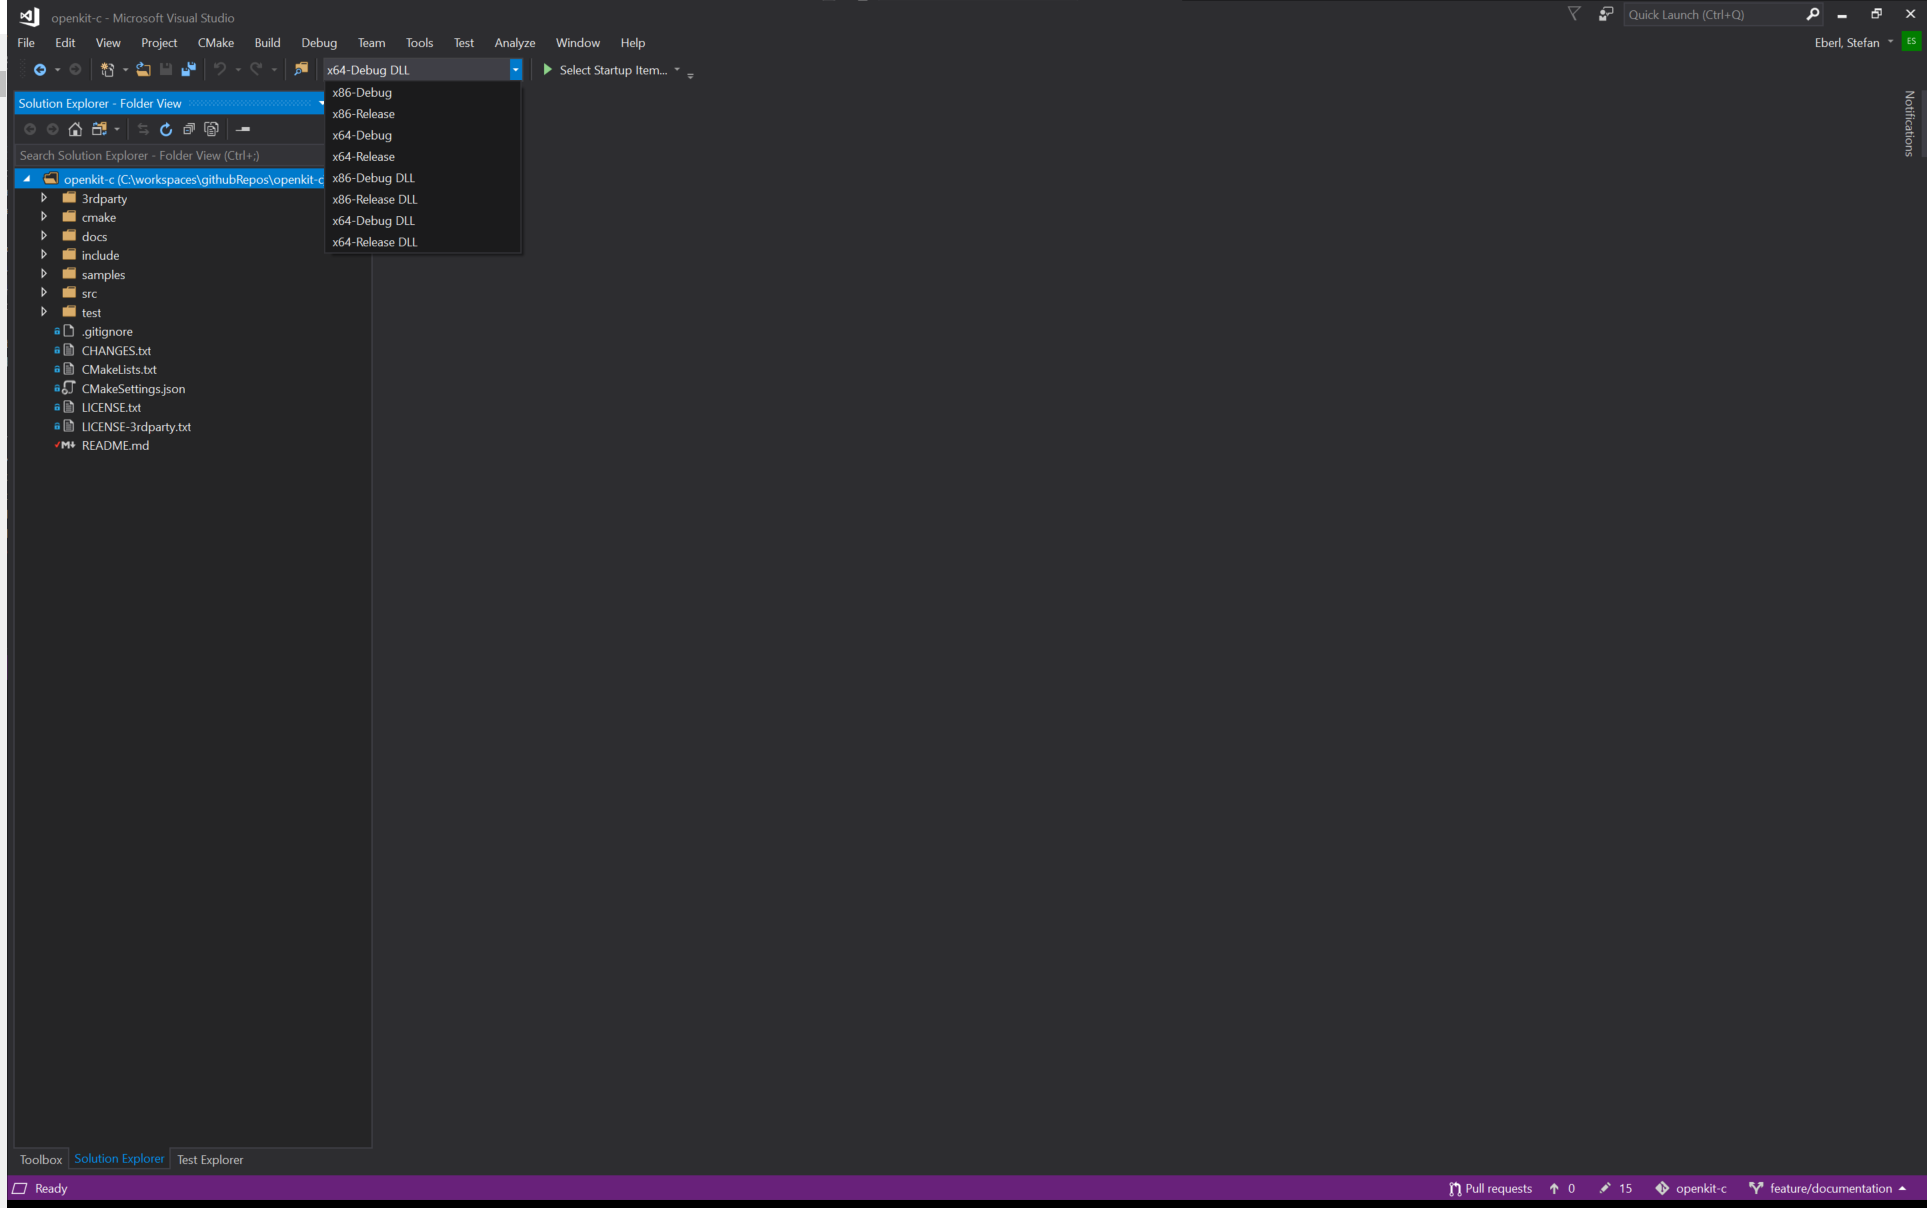 openkit-c - Microsoft Visual Studio
Quick Launch (Ctrl+Q)
File Edit View Project CMake Build Debug Team Tools Test Analyze Window Help
Eberl, Stefan ES
x64-Debug DLL
Select Startup Item...
x86-Debug
x86-Release
x64-Debug
x64-Release
x86-Debug DLL
x86-Release DLL
x64-Debug DLL
x64-Release DLL
Solution Explorer - Folder View
Search Solution Explorer - Folder View (Ctrl+;)
openkit-c (C:\workspaces\githubRepos\openkit-c
3rdparty
cmake
docs
include
samples
src
test
.gitignore
CHANGES.txt
CMakeLists.txt
CMakeSettings.json
LICENSE.txt
LICENSE-3rdparty.txt
README.md
Notifications
Toolbox Solution Explorer Test Explorer
Ready
Pull requests 0 15 openkit-c feature/documentation